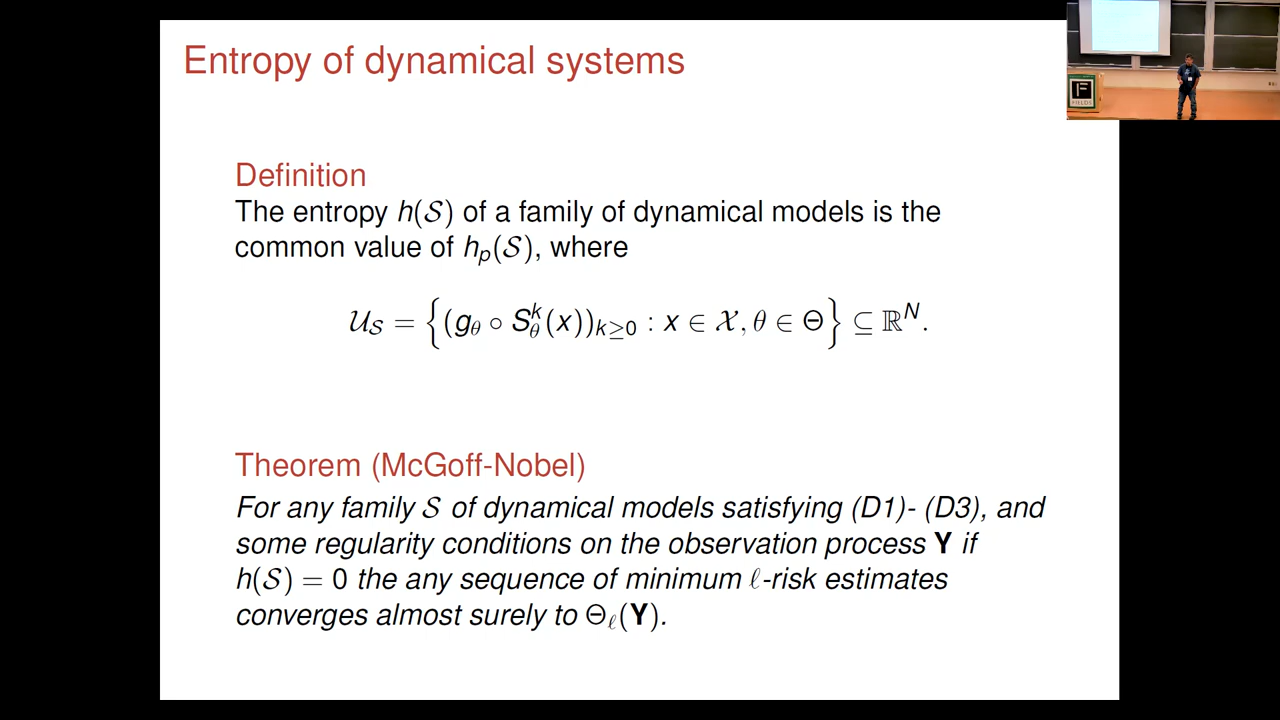 Entropy of dynamical systems
Definition
The entropy h(𝒮) of a family of dynamical models is the
common value of hₚ(𝒮), where
𝒰_𝒮 = {(g_θ ∘ S_θ^k(x))_{k≥0} : x ∈ 𝒳, θ ∈ Θ} ⊆ ℝ^N.
Theorem (McGoff-Nobel)
For any family 𝒮 of dynamical models satisfying (D1)- (D3), and
some regularity conditions on the observation process Y if
h(𝒮) = 0 the any sequence of minimum ℓ-risk estimates
converges almost surely to Θ_ℓ(Y).
F
FIELDS